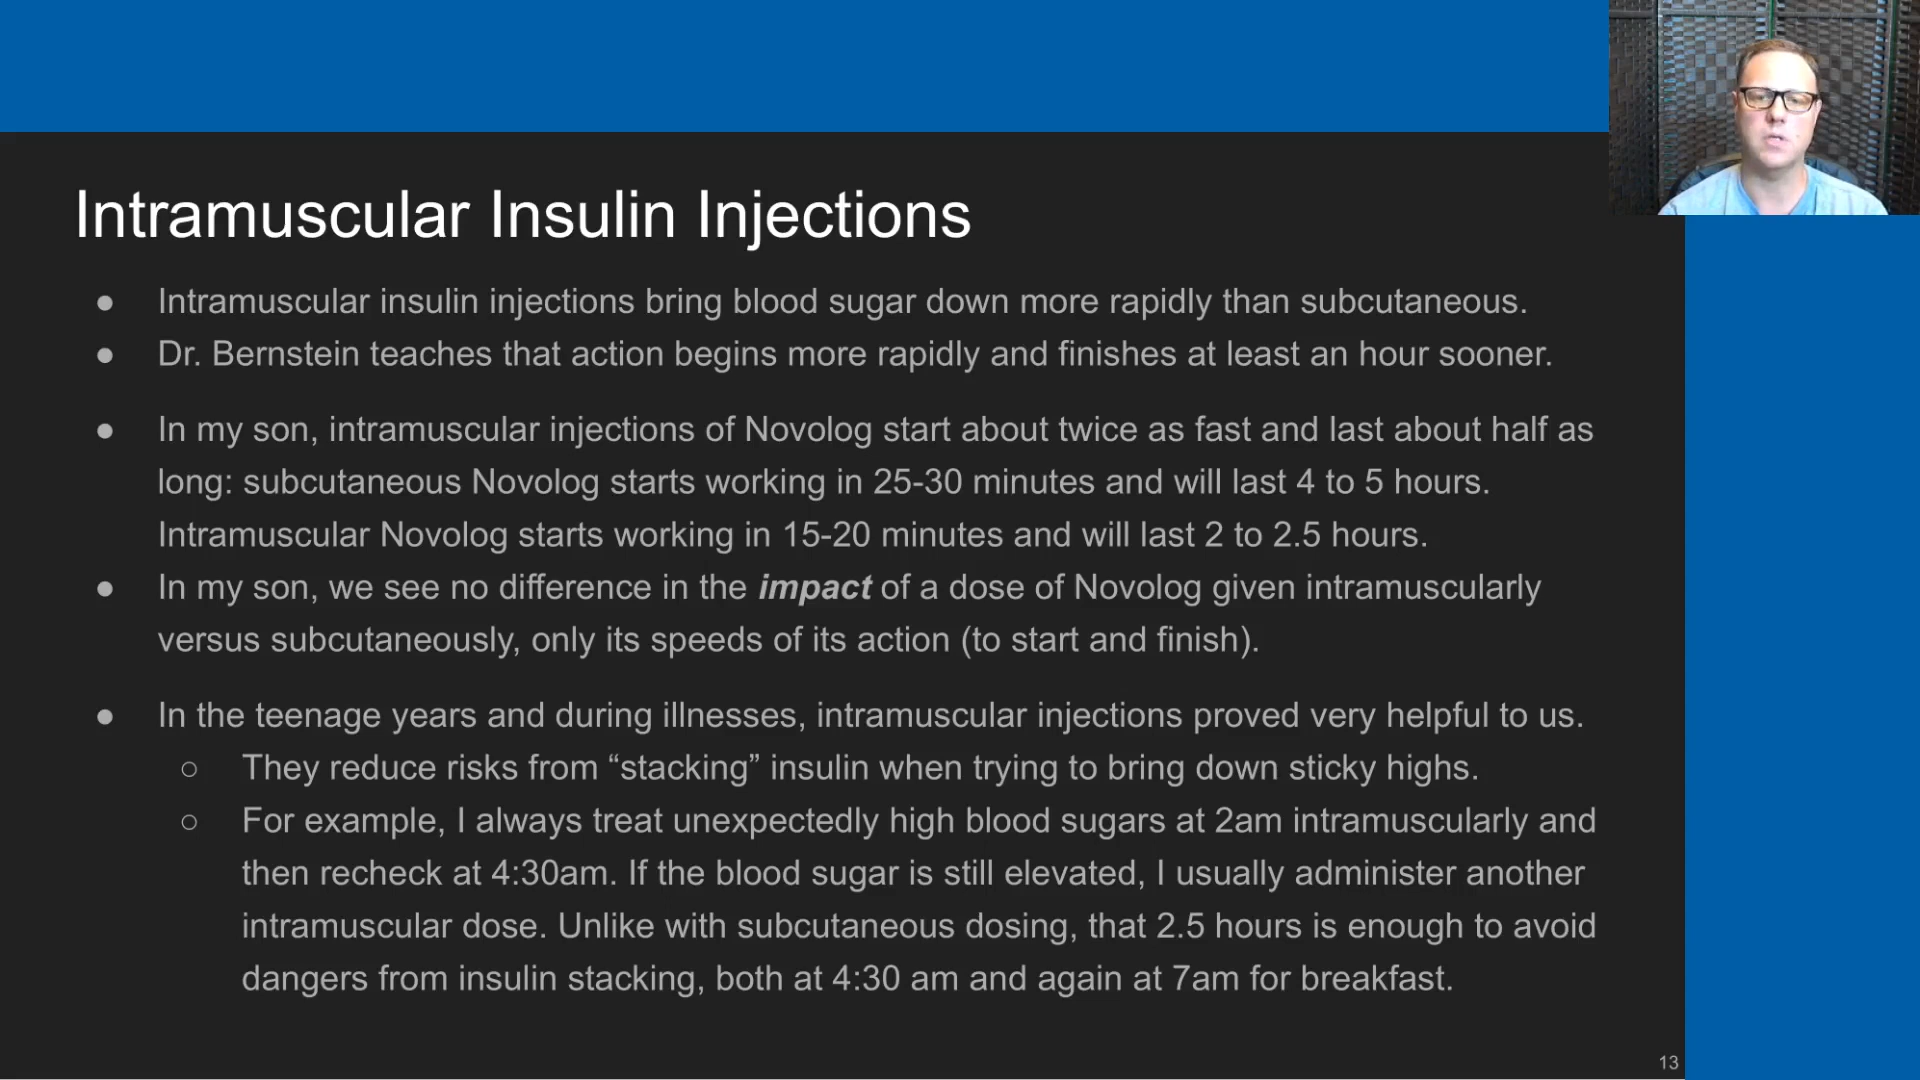 Intramuscular Insulin Injections
● Intramuscular insulin injections bring blood sugar down more rapidly than subcutaneous.
● Dr. Bernstein teaches that action begins more rapidly and finishes at least an hour sooner.
● In my son, intramuscular injections of Novolog start about twice as fast and last about half as
long: subcutaneous Novolog starts working in 25-30 minutes and will last 4 to 5 hours.
Intramuscular Novolog starts working in 15-20 minutes and will last 2 to 2.5 hours.
● In my son, we see no difference in the impact of a dose of Novolog given intramuscularly
versus subcutaneously, only its speeds of its action (to start and finish).
● In the teenage years and during illnesses, intramuscular injections proved very helpful to us.
○ They reduce risks from “stacking” insulin when trying to bring down sticky highs.
○ For example, I always treat unexpectedly high blood sugars at 2am intramuscularly and
then recheck at 4:30am. If the blood sugar is still elevated, I usually administer another
intramuscular dose. Unlike with subcutaneous dosing, that 2.5 hours is enough to avoid
dangers from insulin stacking, both at 4:30 am and again at 7am for breakfast.
13